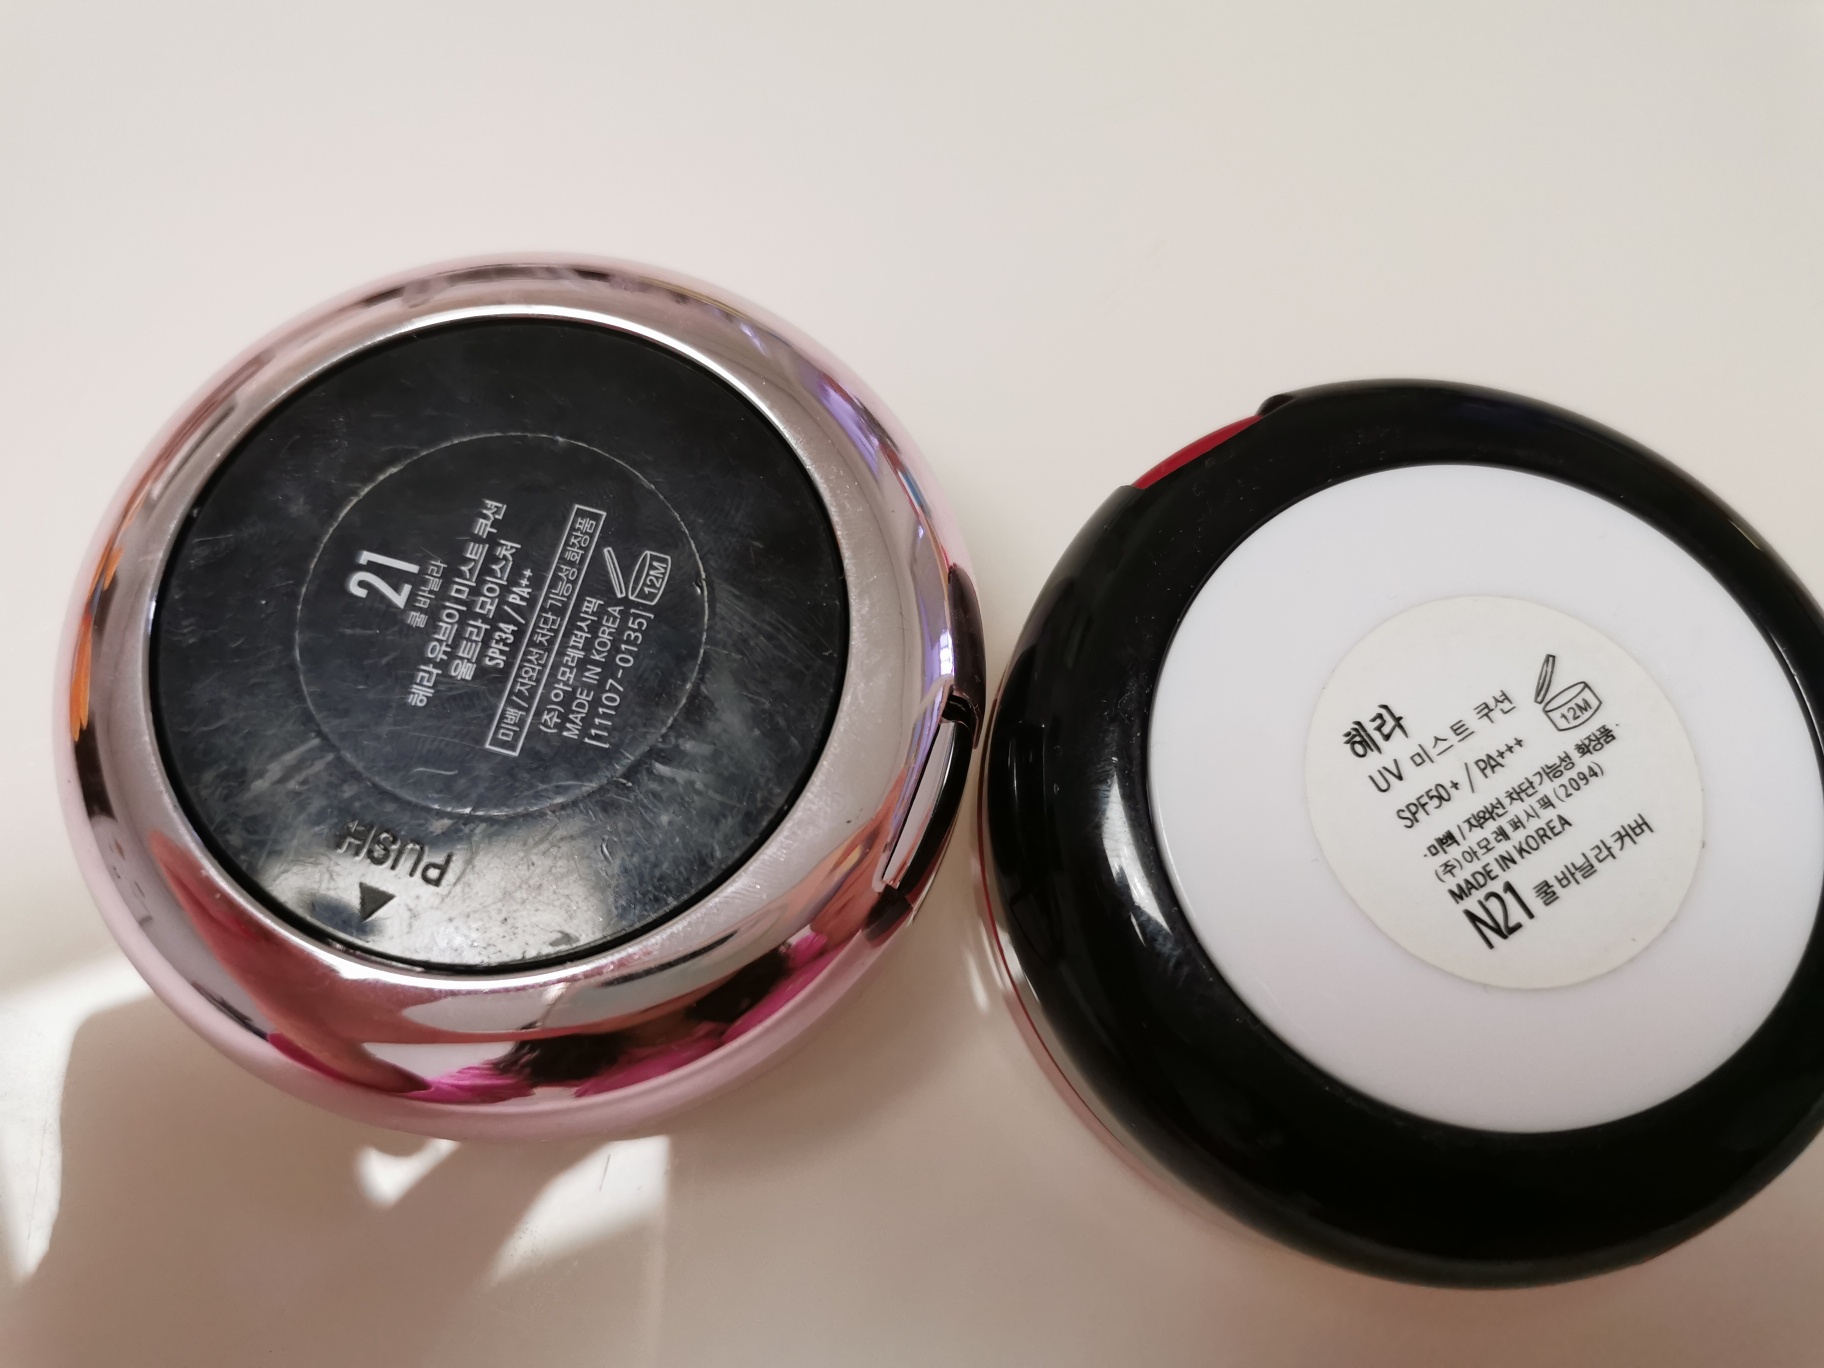 21
쿨 바닐라
헤라 유브이 미스트 쿠션
울트라 모이스처
SPF34 / PA++
미백 / 자외선 차단 기능성 화장품
(주)아모레퍼시픽
MADE IN KOREA
[11107-0135]
12M
PUSH
헤라
UV 미스트 쿠션
12M
SPF50+ / PA+++
·미백 / 자외선 차단 기능성 화장품·
(주) 아모레 퍼시픽 (2094)
MADE IN KOREA
N21 쿨 바닐라 커버